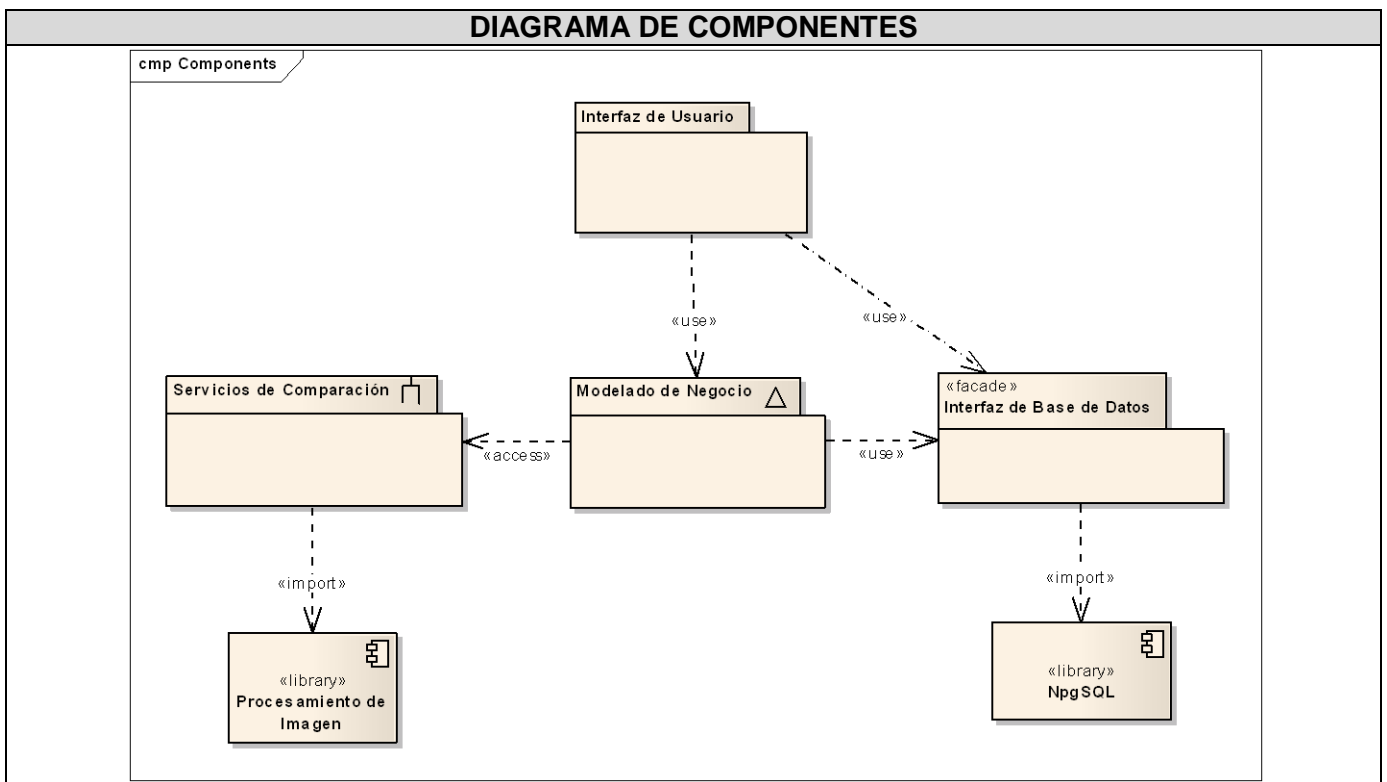 DIAGRAMA DE COMPONENTES
cmp Components
Interfaz de Usuario
«use»
«use»
Servicios de Comparación
Modelado de Negocio
«facade»
Interfaz de Base de Datos
«access»
«use»
«import»
«import»
«library»
Procesamiento de
Imagen
«library»
NpgSQL